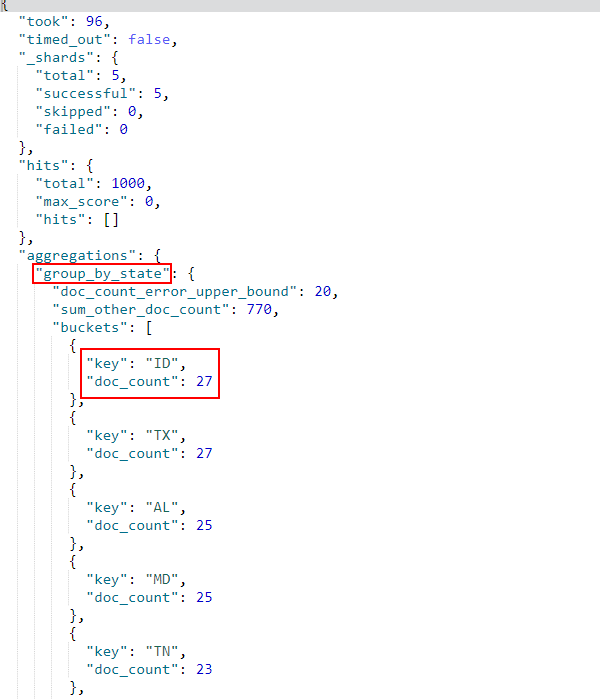 {
"took": 96,
"timed_out": false,
"_shards": {
"total": 5,
"successful": 5,
"skipped": 0,
"failed": 0
},
"hits": {
"total": 1000,
"max_score": 0,
"hits": []
},
"aggregations": {
"group_by_state": {
"doc_count_error_upper_bound": 20,
"sum_other_doc_count": 770,
"buckets": [
{
"key": "ID",
"doc_count": 27
},
{
"key": "TX",
"doc_count": 27
},
{
"key": "AL",
"doc_count": 25
},
{
"key": "MD",
"doc_count": 25
},
{
"key": "TN",
"doc_count": 23
},